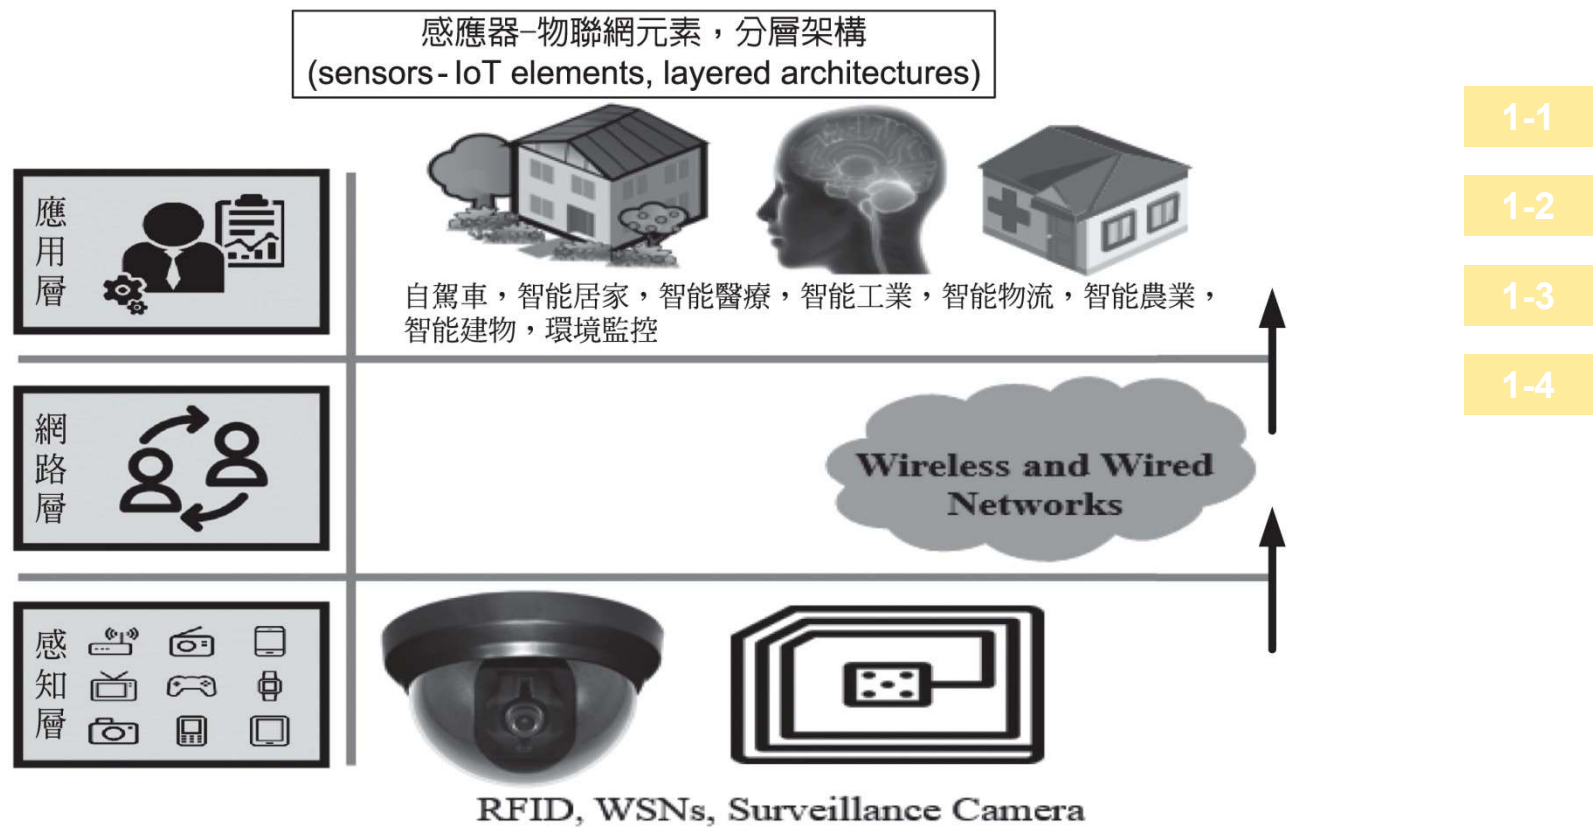 感應器–物聯網元素，分層架構
(sensors - IoT elements, layered architectures)
1-1
1-2
1-3
1-4
應用層
自駕車，智能居家，智能醫療，智能工業，智能物流，智能農業，
智能建物，環境監控
網路層
Wireless and Wired
Networks
感知層
RFID, WSNs, Surveillance Camera